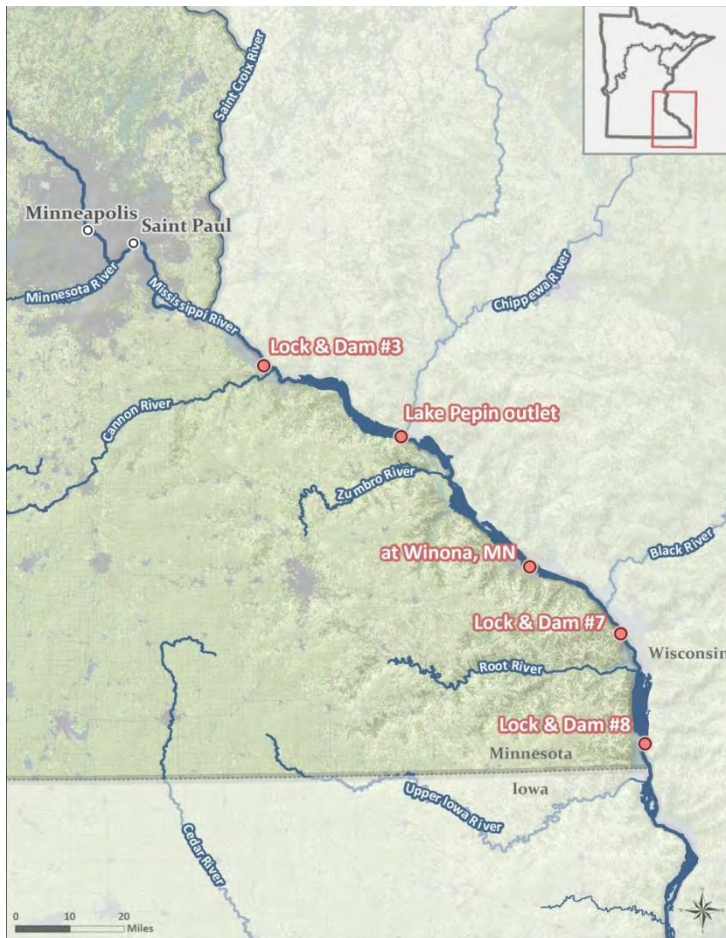 Saint Croix River
Minneapolis
Saint Paul
Minnesota River
Mississippi River
Chippewa River
Lock & Dam #3
Cannon River
Lake Pepin outlet
Zumbro River
at Winona, MN
Black River
Lock & Dam #7
Wisconsin
Root River
Lock & Dam #8
Minnesota
Iowa
Upper Iowa River
Cedar River
0 10 20
Miles